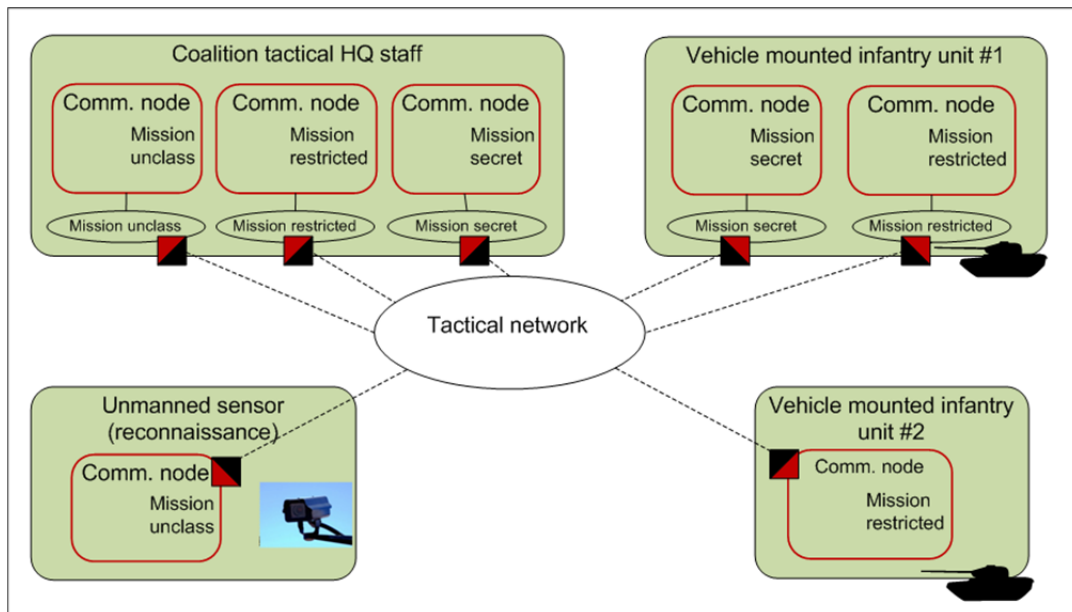 Coalition tactical HQ staff
Comm. node
Mission
unclass
Comm. node
Mission
restricted
Comm. node
Mission
secret
Mission unclass
Mission restricted
Mission secret
Vehicle mounted infantry unit #1
Comm. node
Mission
secret
Comm. node
Mission
restricted
Mission secret
Mission restricted
Tactical network
Unmanned sensor
(reconnaissance)
Comm. node
Mission
unclass
Vehicle mounted infantry
unit #2
Comm. node
Mission
restricted